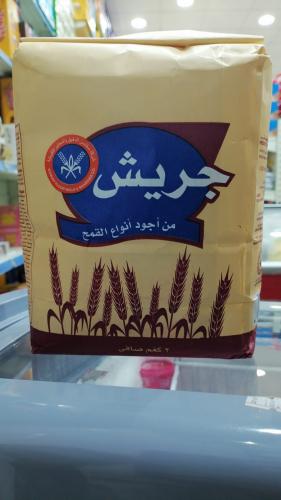 جريش
من أجود أنواع القمح
٢ كغم صافي